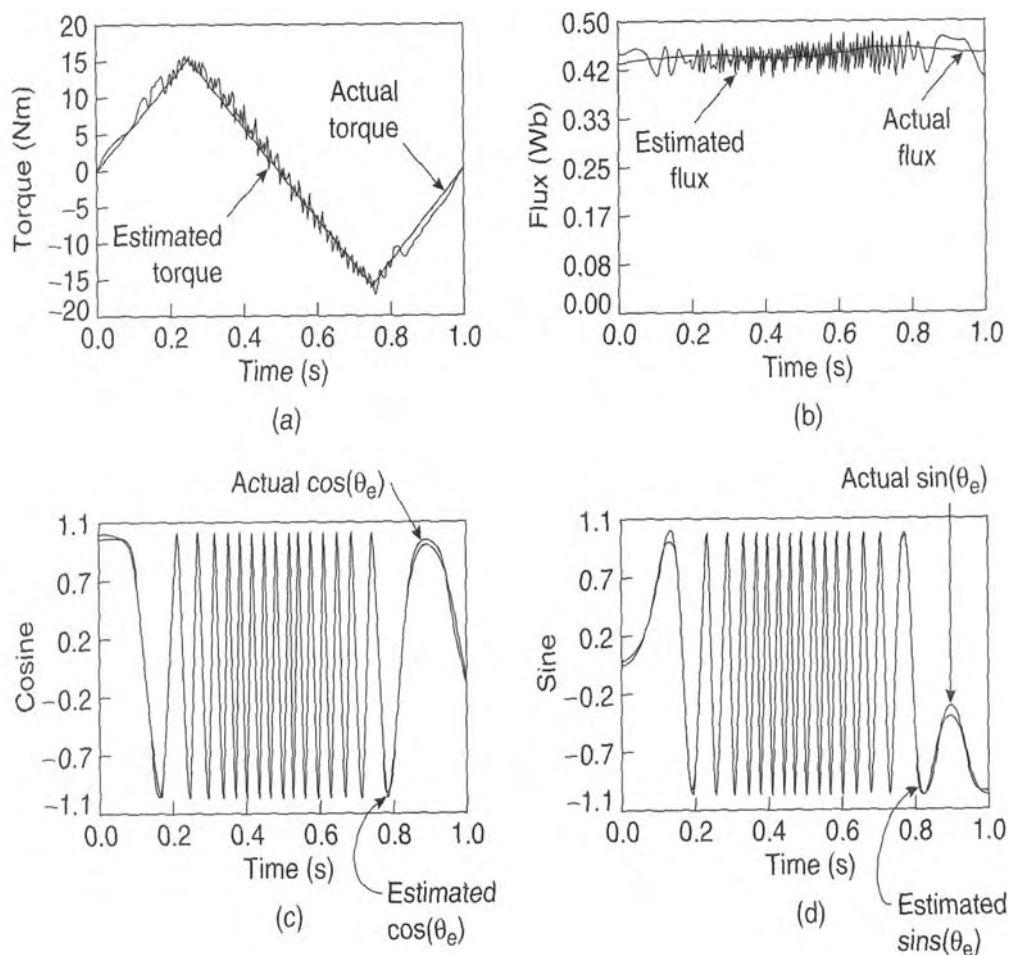 20
15
10
5
0
−5
−10
−15
−20
Torque (Nm)
Actual
torque
Estimated
torque
0.0 0.2 0.4 0.6 0.8 1.0
Time (s)
(a)
0.50
0.42
0.33
0.25
0.17
0.08
0.00
Flux (Wb)
Estimated
flux
Actual
flux
0.0 0.2 0.4 0.6 0.8 1.0
Time (s)
(b)
Actual cos(θe)
1.1
0.7
0.2
−0.2
−0.7
−1.1
Cosine
0.0 0.2 0.4 0.6 0.8 1.0
Time (s)
Estimated
cos(θe)
(c)
Actual sin(θe)
1.1
0.7
0.2
−0.2
−0.7
−1.1
Sine
0.0 0.2 0.4 0.6 0.8 1.0
Time (s)
Estimated
sins(θe)
(d)